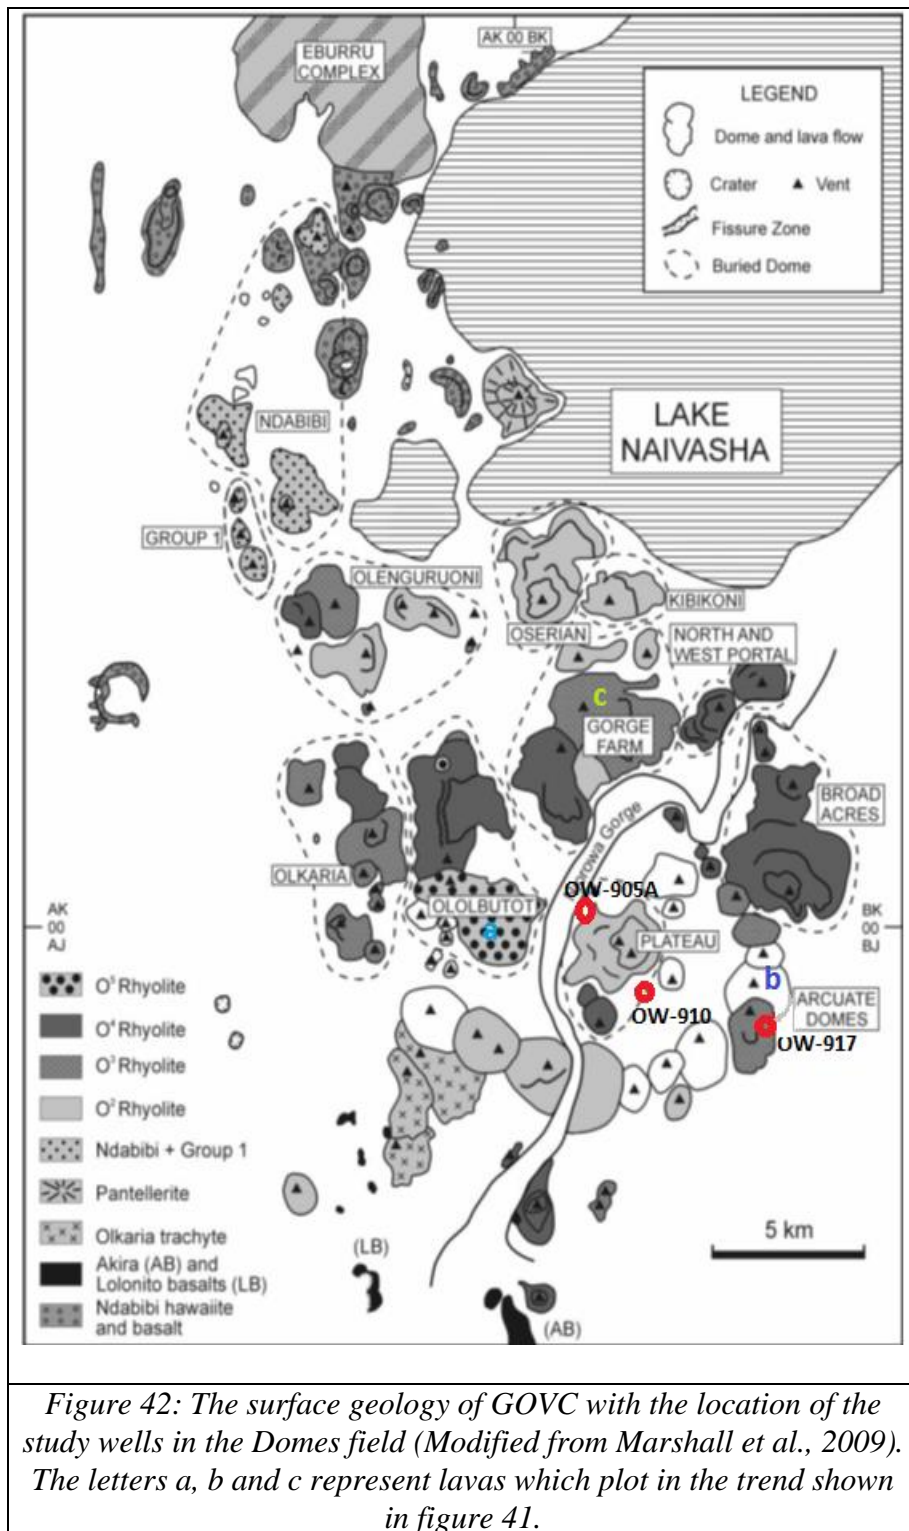 AK 00 BK
EBURRU
COMPLEX
LEGEND
Dome and lava flow
Crater
Vent
Fissure Zone
Buried Dome
LAKE
NAIVASHA
NDABIBI
GROUP 1
OLENGURUONI
KIBIKONI
OSERIAN
NORTH AND
WEST PORTAL
c
GORGE
FARM
BROAD
ACRES
orowa Gorge
OLKARIA
OW-905A
OLOLBUTOT
a
AK
00
AJ
BK
00
BJ
PLATEAU
b
ARCUATE
DOMES
OW-910
OW-917
O⁵ Rhyolite
O⁴ Rhyolite
O³ Rhyolite
O² Rhyolite
Ndabibi + Group 1
Pantellerite
Olkaria trachyte
Akira (AB) and
Lolonito basalts (LB)
Ndabibi hawaiite
and basalt
5 km
(LB)
(AB)
Figure 42: The surface geology of GOVC with the location of the
study wells in the Domes field (Modified from Marshall et al., 2009).
The letters a, b and c represent lavas which plot in the trend shown
in figure 41.